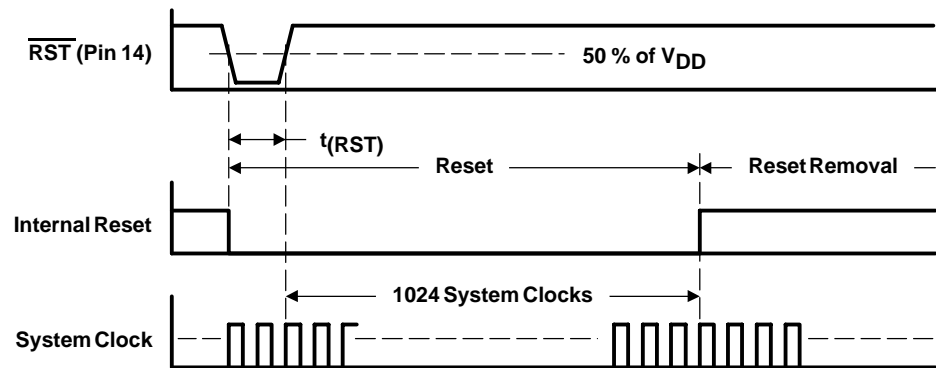 RST (Pin 14)
50 % of VDD
t(RST)
Reset
Reset Removal
Internal Reset
1024 System Clocks
System Clock